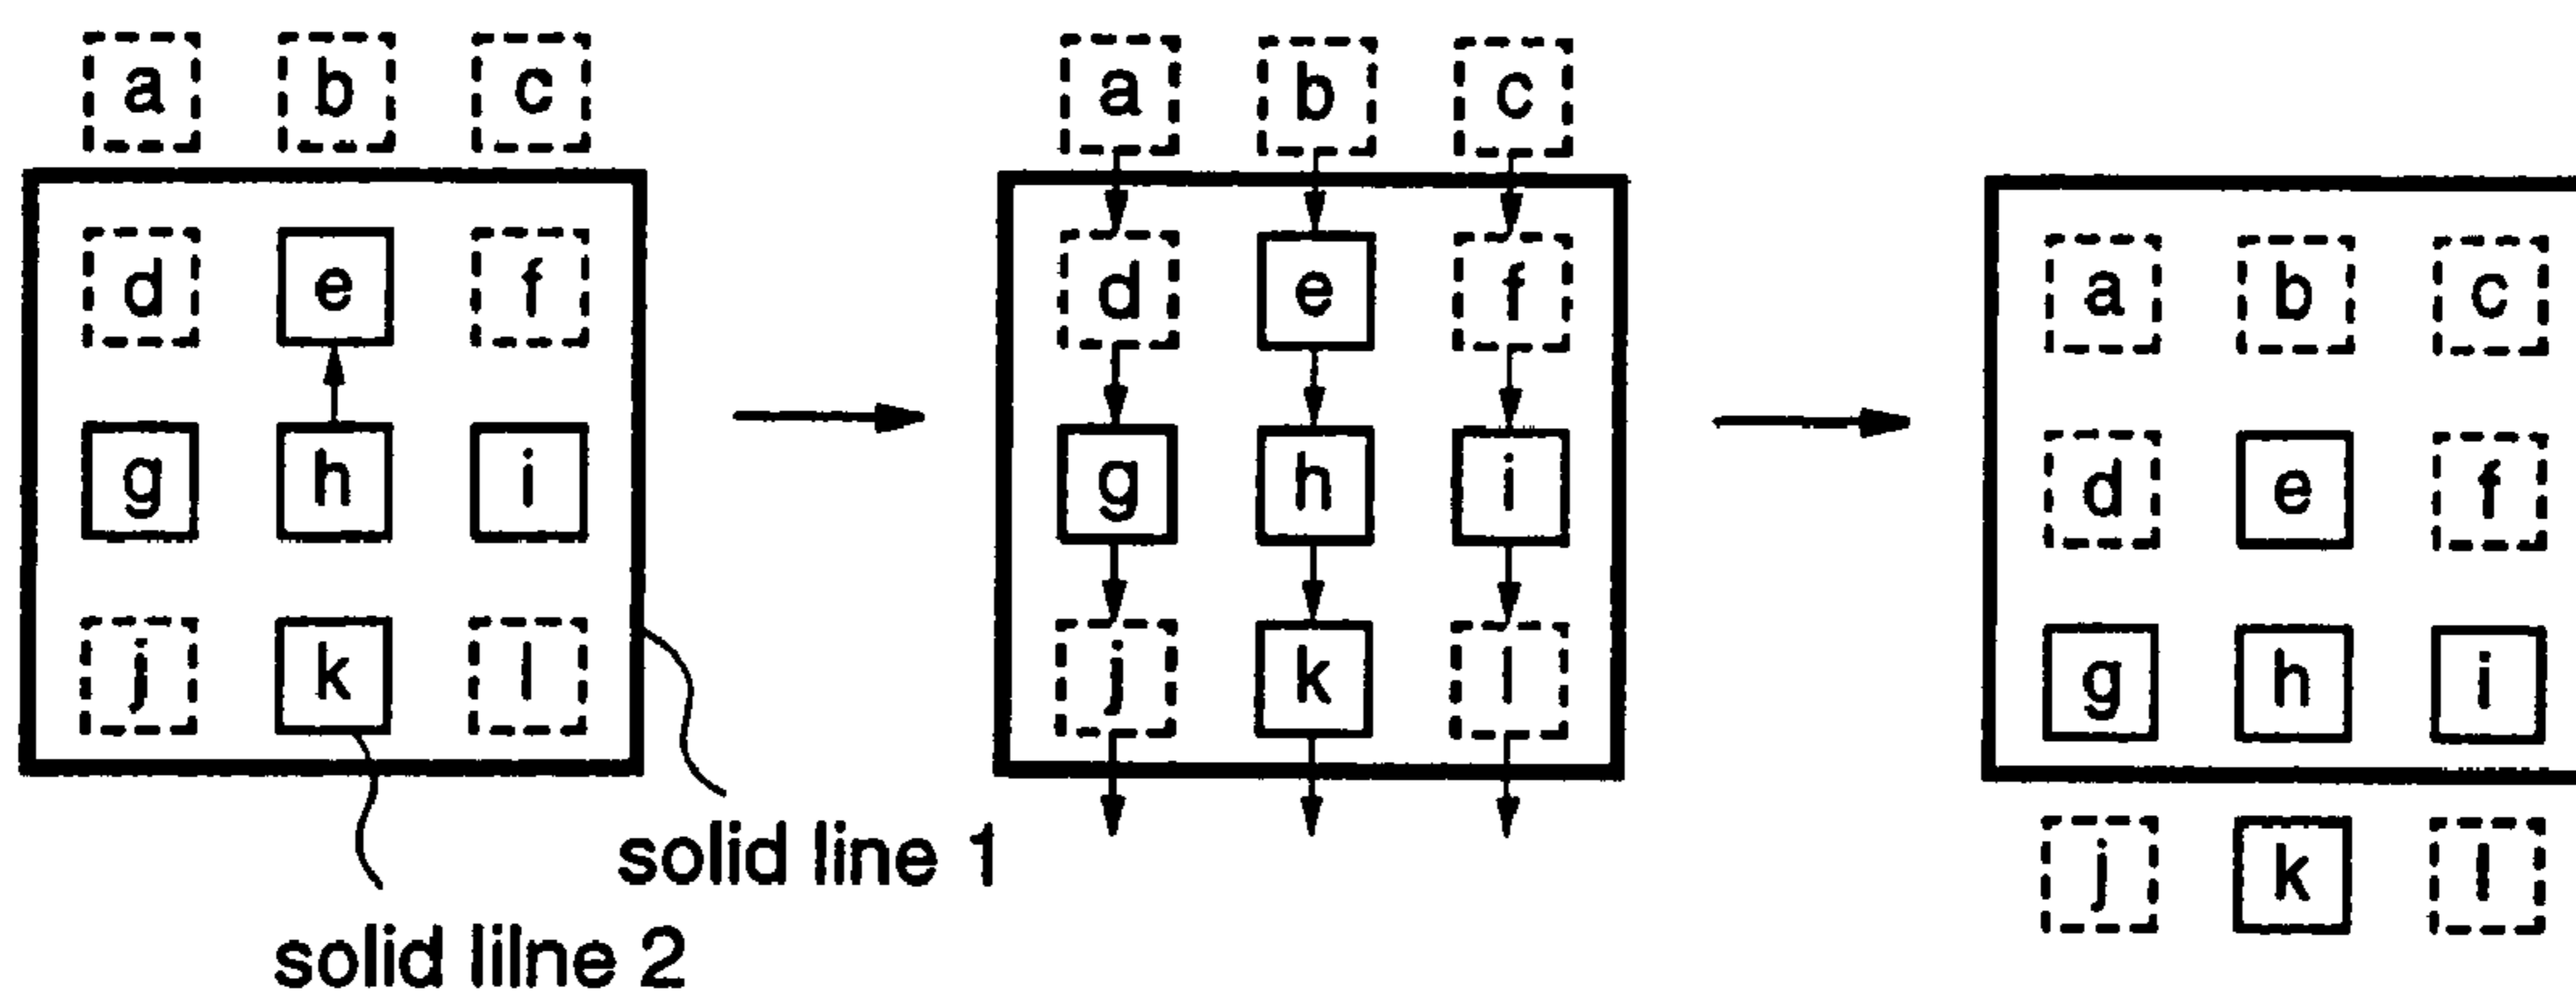 a b c a b c
d e f d e f a b c
g h i g h i d e f
j k l j k l g h i
solid line 1 j k l
solid lilne 2